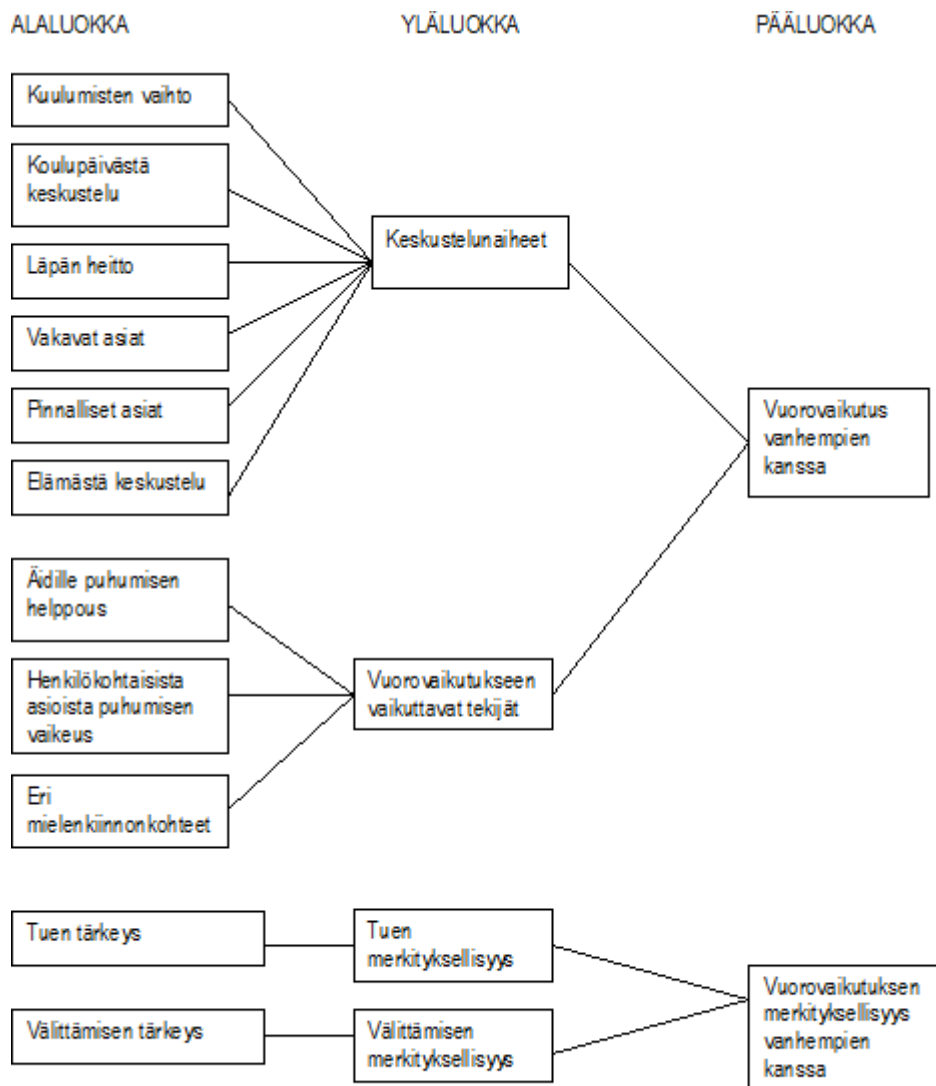 ALALUOKKA
YLÄLUOKKA
PÄÄLUOKKA
Kuulumisten vaihto
Koulupäivästä
keskustelu
Läpän heitto
Vakavat asiat
Pinnalliset asiat
Elämästä keskustelu
Keskustelunaiheet
Vuorovaikutus
vanhempien
kanssa
Äidille puhumisen
helppous
Henkilökohtaisista
asioista puhumisen
vaikeus
Eri
mielenkiinnonkohteet
Vuorovaikutukseen
vaikuttavat tekijät
Tuen tärkeys
Välittämisen tärkeys
Tuen
merkityksellisyys
Välittämisen
merkityksellisyys
Vuorovaikutuksen
merkityksellisyys
vanhempien
kanssa